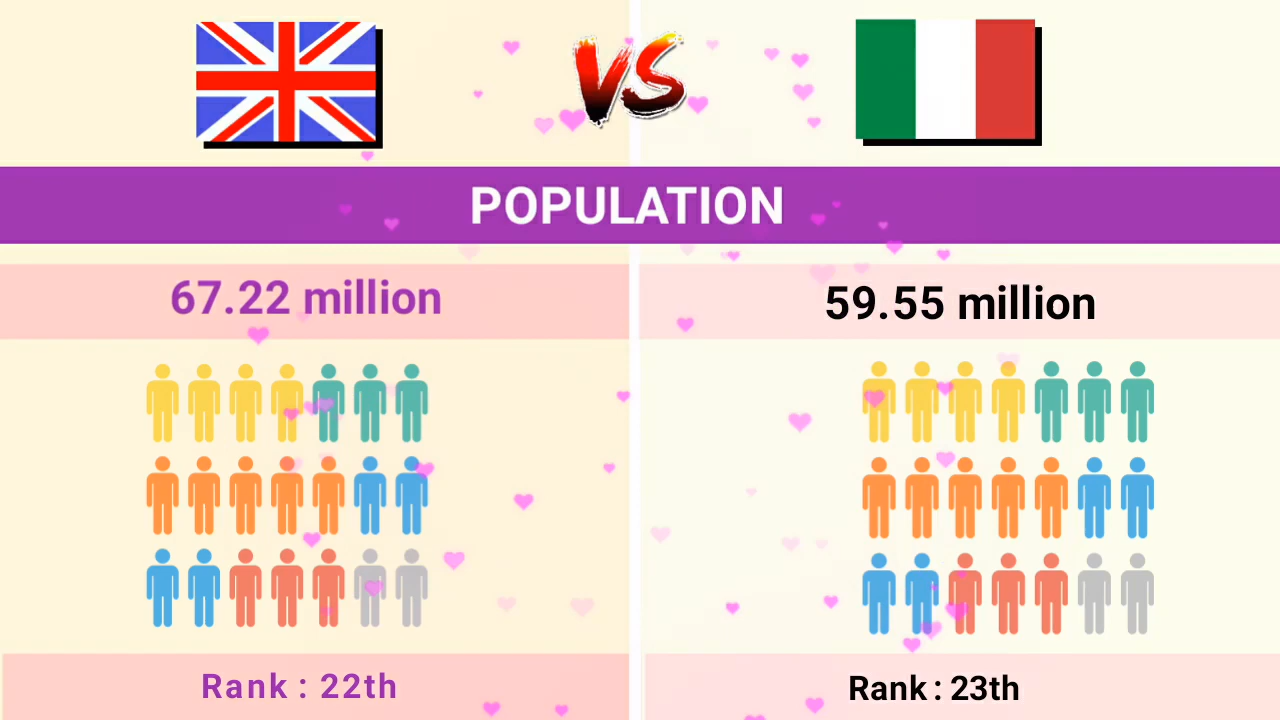 VS
POPULATION
67.22 million
59.55 million
Rank : 22th
Rank : 23th